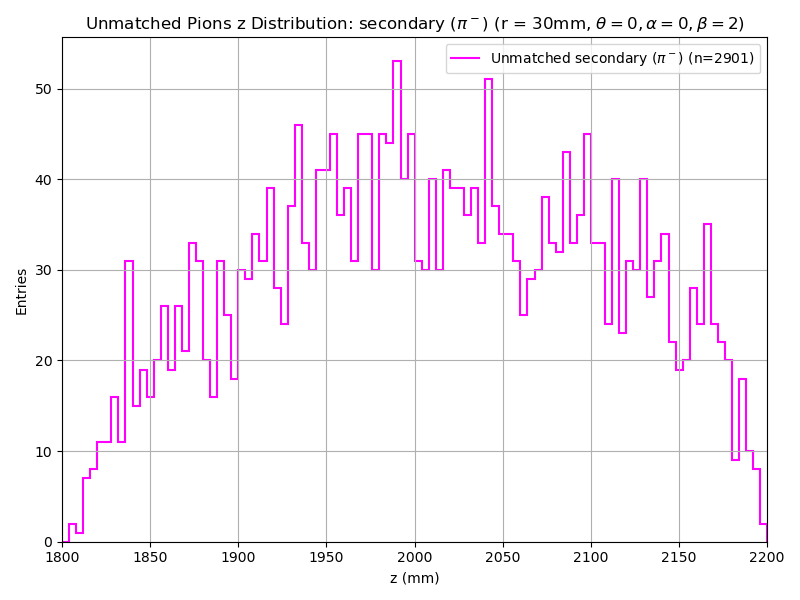 Unmatched Pions z Distribution: secondary (π⁻) (r = 30mm, θ = 0, α = 0, β = 2)
Unmatched secondary (π⁻) (n=2901)
50
40
30
20
10
0
Entries
1800 1850 1900 1950 2000 2050 2100 2150 2200
z (mm)